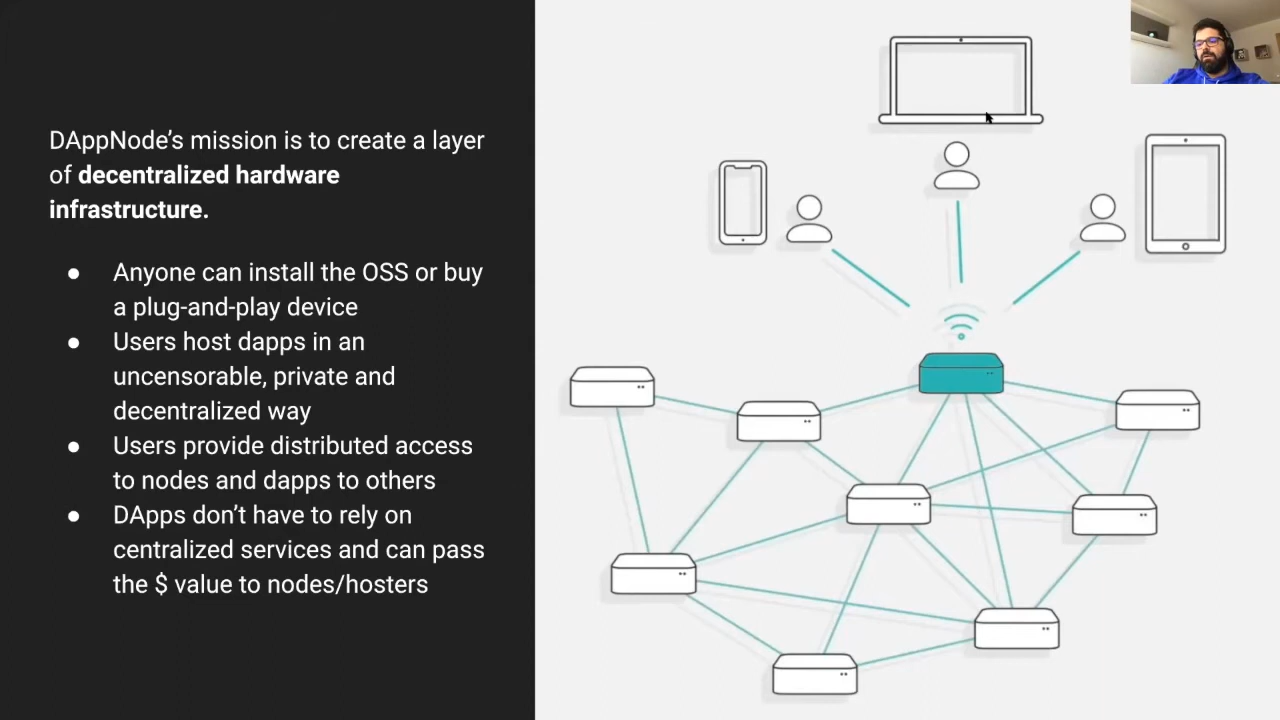 DAppNode’s mission is to create a layer
of decentralized hardware
infrastructure.
● Anyone can install the OSS or buy
a plug-and-play device
● Users host dapps in an
uncensorable, private and
decentralized way
● Users provide distributed access
to nodes and dapps to others
● DApps don’t have to rely on
centralized services and can pass
the $ value to nodes/hosters